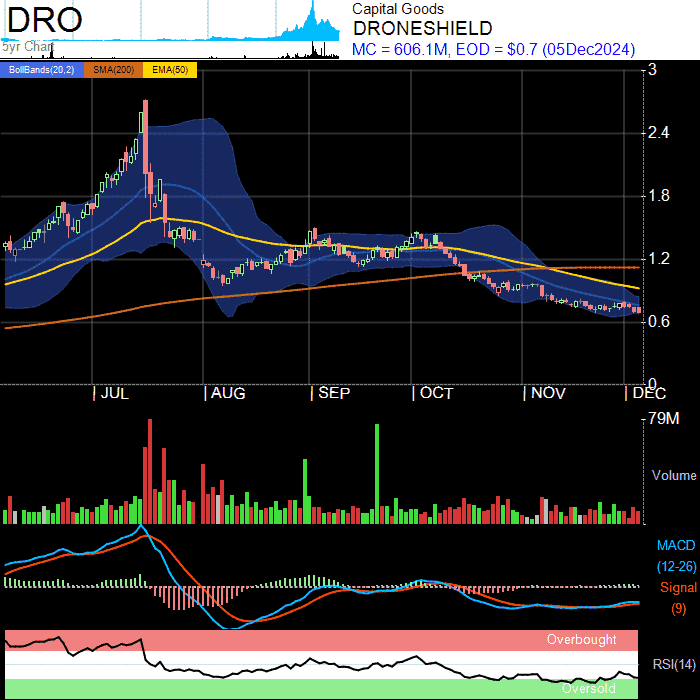 DRO
5yr Chart
Capital Goods
DRONESHIELD
MC = 606.1M, EOD = $0.7 (05Dec2024)
BollBands(20,2) SMA(200) EMA(50)
3
2.4
1.8
1.2
0.6
0
| JUL | AUG | SEP | OCT | NOV | DEC
79M
Volume
MACD
(12-26)
Signal
(9)
Overbought
RSI(14)
Oversold